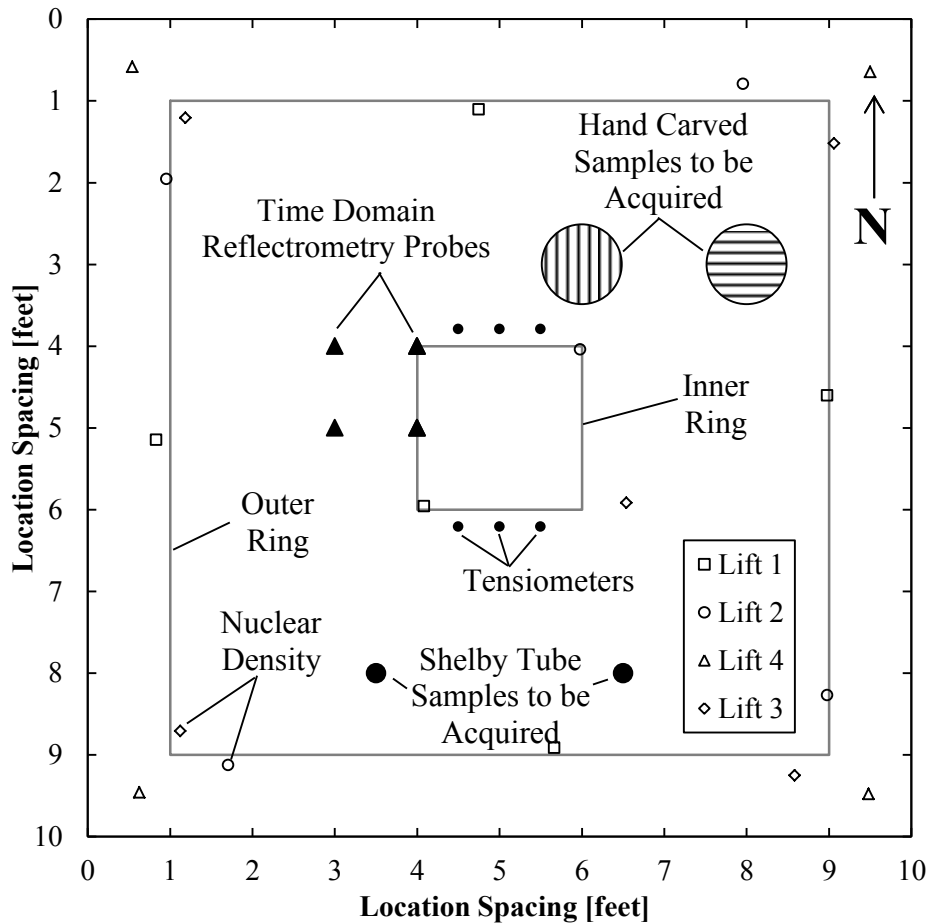 0
1
2
3
4
5
6
7
8
9
10
Location Spacing [feet]
0 1 2 3 4 5 6 7 8 9 10
Location Spacing [feet]
Hand Carved
Samples to be
Acquired
N
Time Domain
Reflectrometry Probes
Inner
Ring
Outer
Ring
Tensiometers
Nuclear
Density
Shelby Tube
Samples to be
Acquired
Lift 1
Lift 2
Lift 4
Lift 3